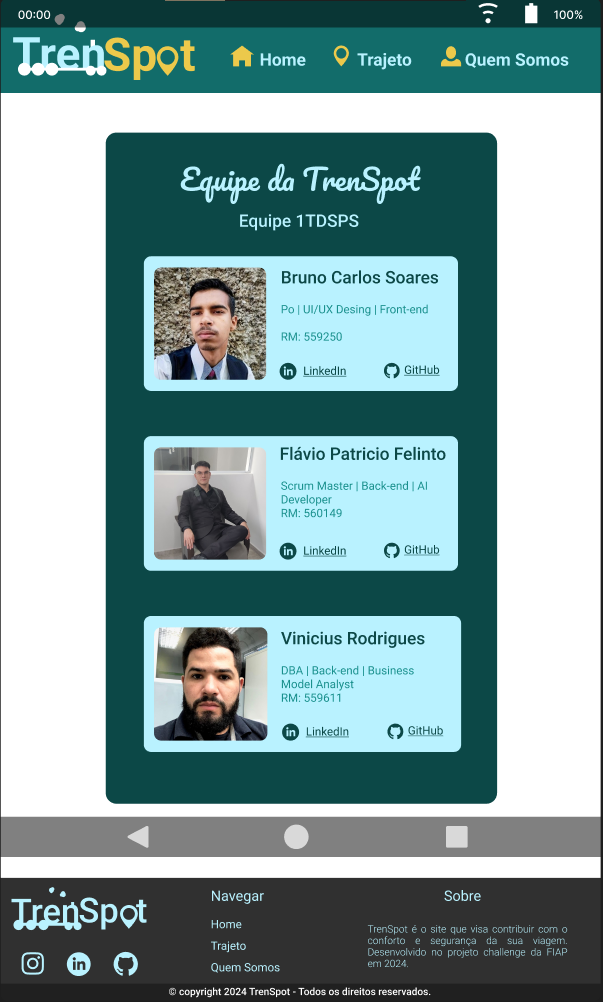 00:00
100%
TrenSpot
Home
Trajeto
Quem Somos
Equipe da TrenSpot
Equipe 1TDSPS
Bruno Carlos Soares
Po | UI/UX Desing | Front-end
RM: 559250
LinkedIn
GitHub
Flávio Patricio Felinto
Scrum Master | Back-end | AI
Developer
RM: 560149
LinkedIn
GitHub
Vinicius Rodrigues
DBA | Back-end | Business
Model Analyst
RM: 559611
LinkedIn
GitHub
TrenSpot
Navegar
Home
Trajeto
Quem Somos
Sobre
TrenSpot é o site que visa contribuir com o
conforto e segurança da sua viagem.
Desenvolvido no projeto challenge da FIAP
em 2024.
© copyright 2024 TrenSpot - Todos os direitos reservados.